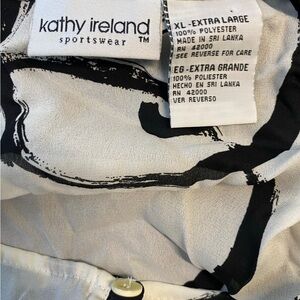 kathy ireland
sportswear TM
XL-EXTRA LARGE
100% POLYESTER
MADE IN SRI LANKA
RN 42000
SEE REVERSE FOR CARE
EG-EXTRA GRANDE
100% POLIESTER
HECHO EN SRI LANKA
RN 42000
VER REVERSO